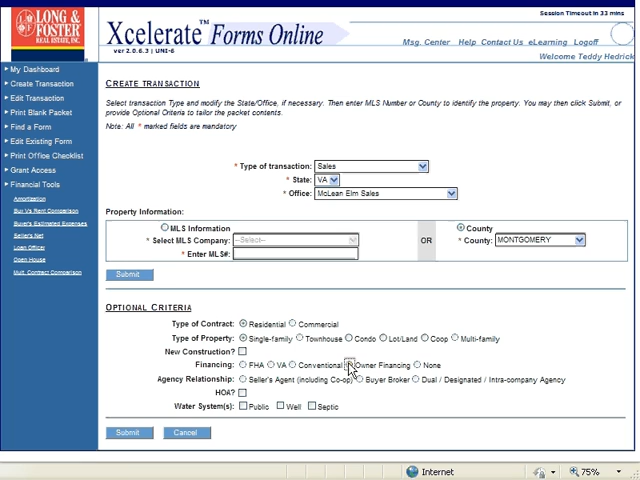 Session Timeout in 33 mins
LONG &
FOSTER
REAL ESTATE, INC.
Xcelerate™ Forms Online
ver 2.0.6.3 | UNI-6
Msg. Center Help Contact Us eLearning Logoff
Welcome Teddy Hedrick
My Dashboard
Create Transaction
Edit Transaction
Print Blank Packet
Find a Form
Edit Existing Form
Print Office Checklist
Grant Access
Financial Tools
Amortization
Buy Vs Rent Comparison
Buyer's Estimated Expenses
Seller's Net
Loan Officer
Open House
Mult. Contract Comparison
CREATE TRANSACTION
Select transaction Type and modify the State/Office, if necessary. Then enter MLS Number or County to identify the property. You may then click Submit, or
provide Optional Criteria to tailor the packet contents.
Note: All * marked fields are mandatory
* Type of transaction: Sales
* State: VA
* Office: McLean Elm Sales
Property Information:
MLS Information
* Select MLS Company: --Select--
* Enter MLS#:
OR
County
* County: MONTGOMERY
Submit
OPTIONAL CRITERIA
Type of Contract: Residential Commercial
Type of Property: Single-family Townhouse Condo Lot/Land Coop Multi-family
New Construction?
Financing: FHA VA Conventional Owner Financing None
Agency Relationship: Seller's Agent (including Co-op) Buyer Broker Dual / Designated / Intra-company Agency
HOA?
Water System(s): Public Well Septic
Submit Cancel
Internet 75%